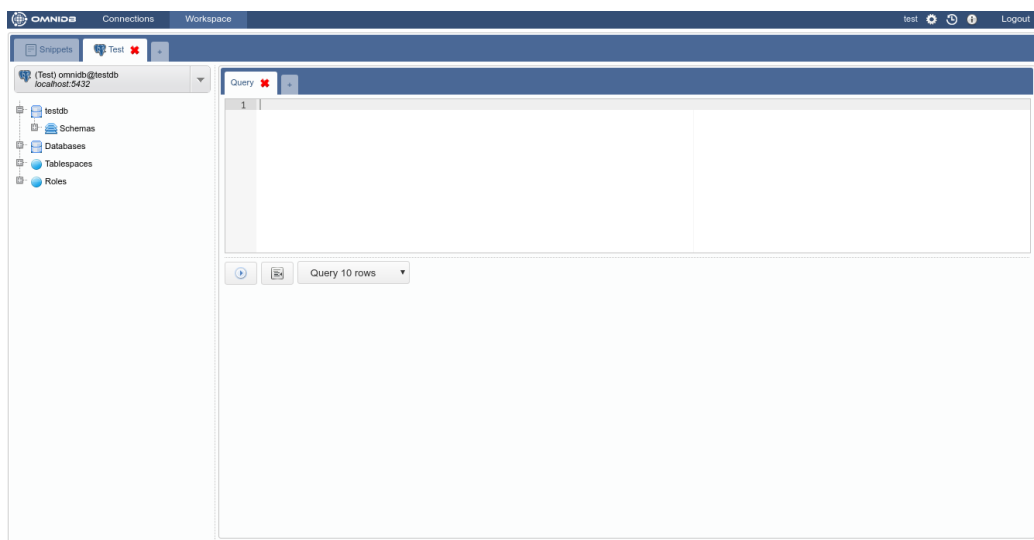 OMNIDB Connections Workspace test Logout
Snippets Test +
(Test) omnidb@testdb
localhost:5432
Query +
1
testdb
Schemas
Databases
Tablespaces
Roles
Query 10 rows